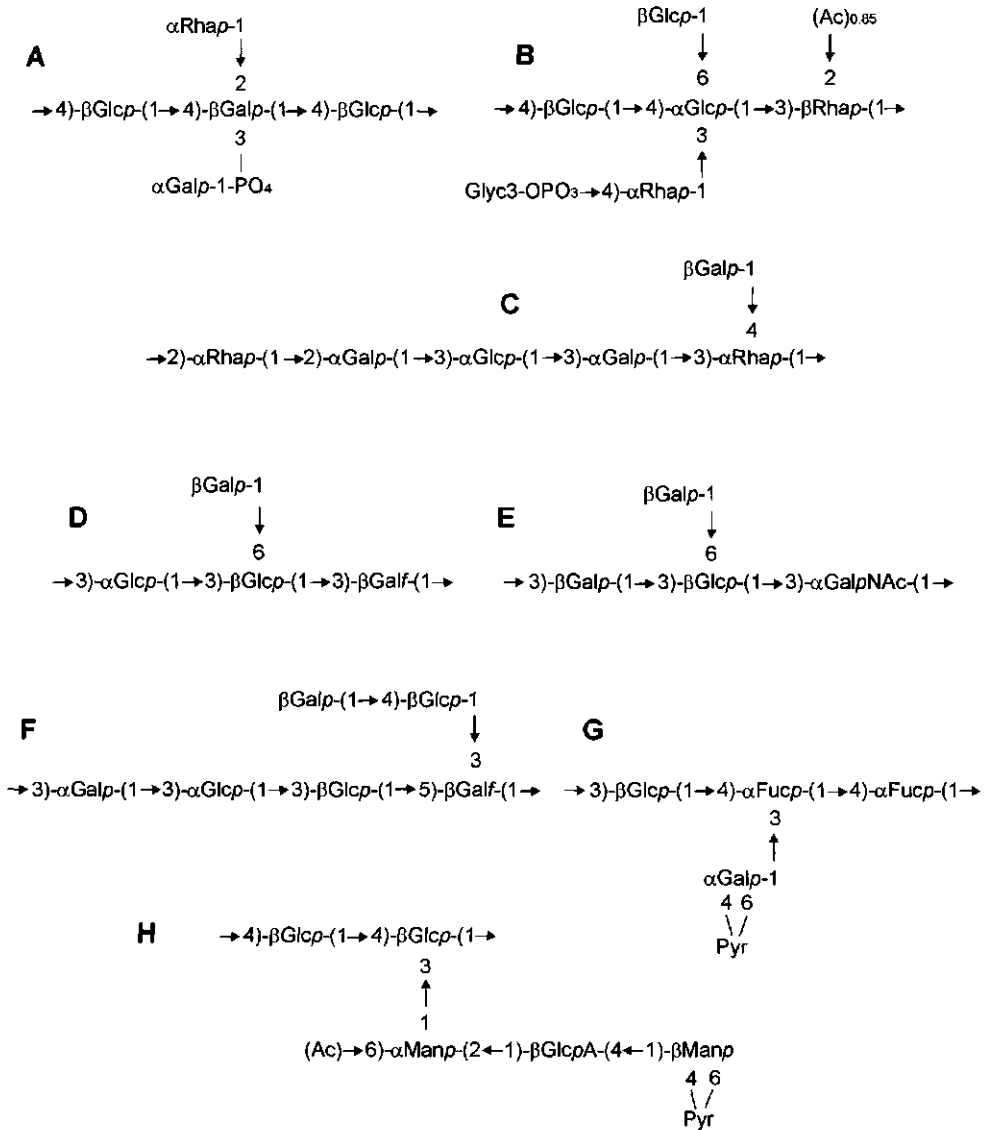 A
αRhap-1
2
→4)-βGlcp-(1→4)-βGalp-(1→4)-βGlcp-(1→
3
αGalp-1-PO₄
B
βGlcp-1
(Ac)₀.₈₅
6
2
→4)-βGlcp-(1→4)-αGlcp-(1→3)-βRhap-(1→
3
Glyc3-OPO₃→4)-αRhap-1
C
βGalp-1
4
→2)-αRhap-(1→2)-αGalp-(1→3)-αGlcp-(1→3)-αGalp-(1→3)-αRhap-(1→
D
βGalp-1
6
→3)-αGlcp-(1→3)-βGlcp-(1→3)-βGalf-(1→
E
βGalp-1
6
→3)-βGalp-(1→3)-βGlcp-(1→3)-αGalpNAc-(1→
F
βGalp-(1→4)-βGlcp-1
3
→3)-αGalp-(1→3)-αGlcp-(1→3)-βGlcp-(1→5)-βGalf-(1→
G
→3)-βGlcp-(1→4)-αFucp-(1→4)-αFucp-(1→
3
αGalp-1
4 6
Pyr
H
→4)-βGlcp-(1→4)-βGlcp-(1→
3
1
(Ac)→6)-αManp-(2←1)-βGlcpA-(4←1)-βManp
4 6
Pyr